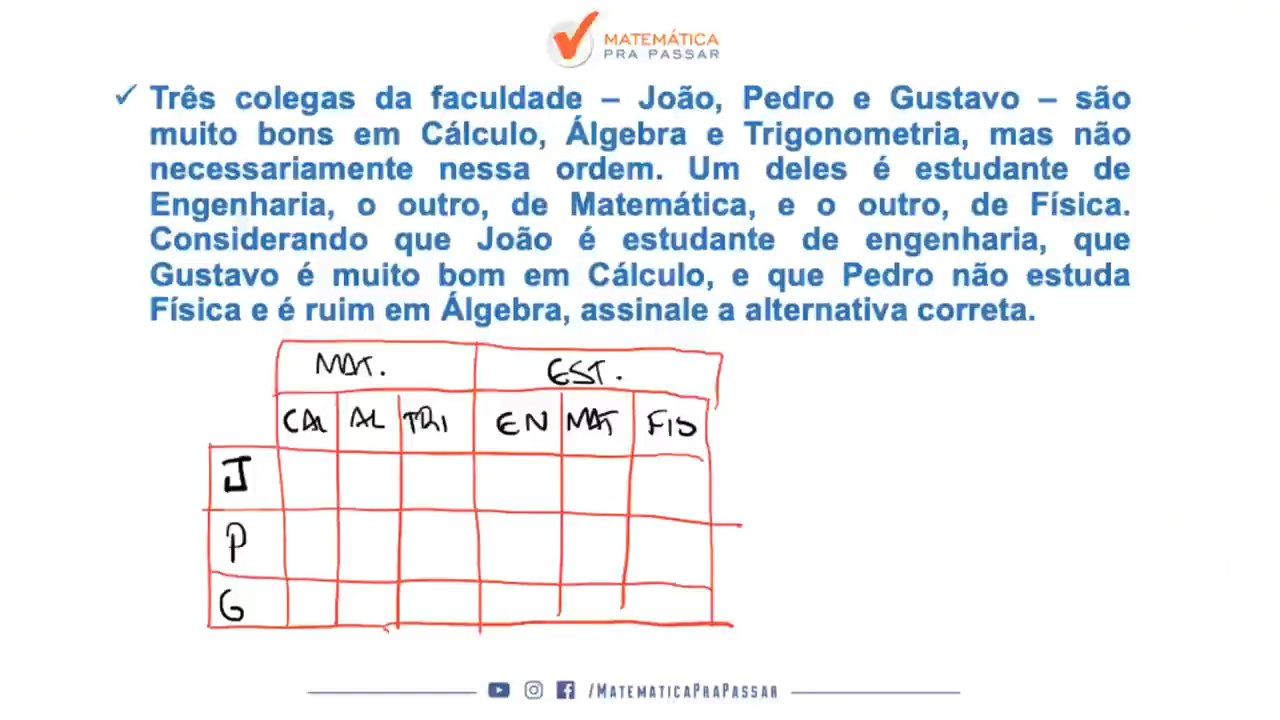 MATEMÁTICA
PRA PASSAR
✓ Três colegas da faculdade – João, Pedro e Gustavo – são
muito bons em Cálculo, Álgebra e Trigonometria, mas não
necessariamente nessa ordem. Um deles é estudante de
Engenharia, o outro, de Matemática, e o outro, de Física.
Considerando que João é estudante de engenharia, que
Gustavo é muito bom em Cálculo, e que Pedro não estuda
Física e é ruim em Álgebra, assinale a alternativa correta.
MAT. EST.
CAL AL TRI EN MAT FIS
J
P
G
/MATEMATICAPRAPASSAR